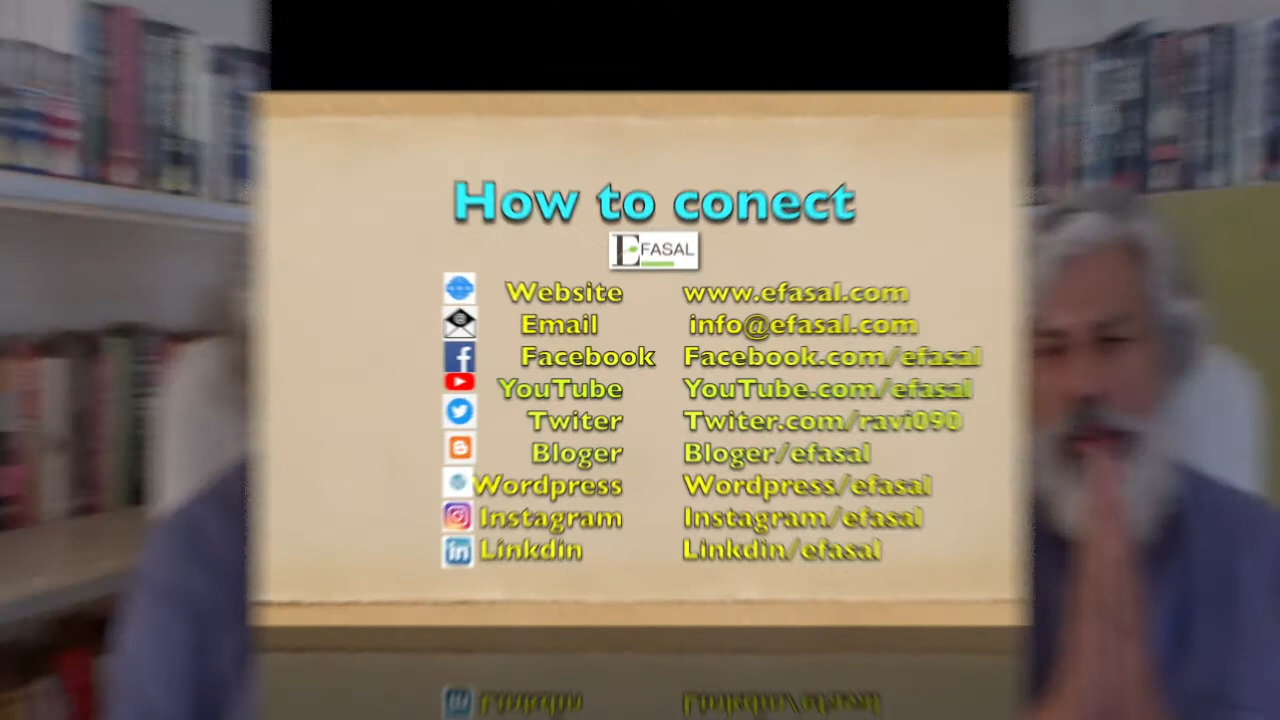 How to conect
EFASAL
Website www.efasal.com
Email info@efasal.com
Facebook Facebook.com/efasal
YouTube YouTube.com/efasal
Twiter Twiter.com/ravi090
Bloger Bloger/efasal
Wordpress Wordpress/efasal
Instagram Instagram/efasal
Linkdin Linkdin/efasal